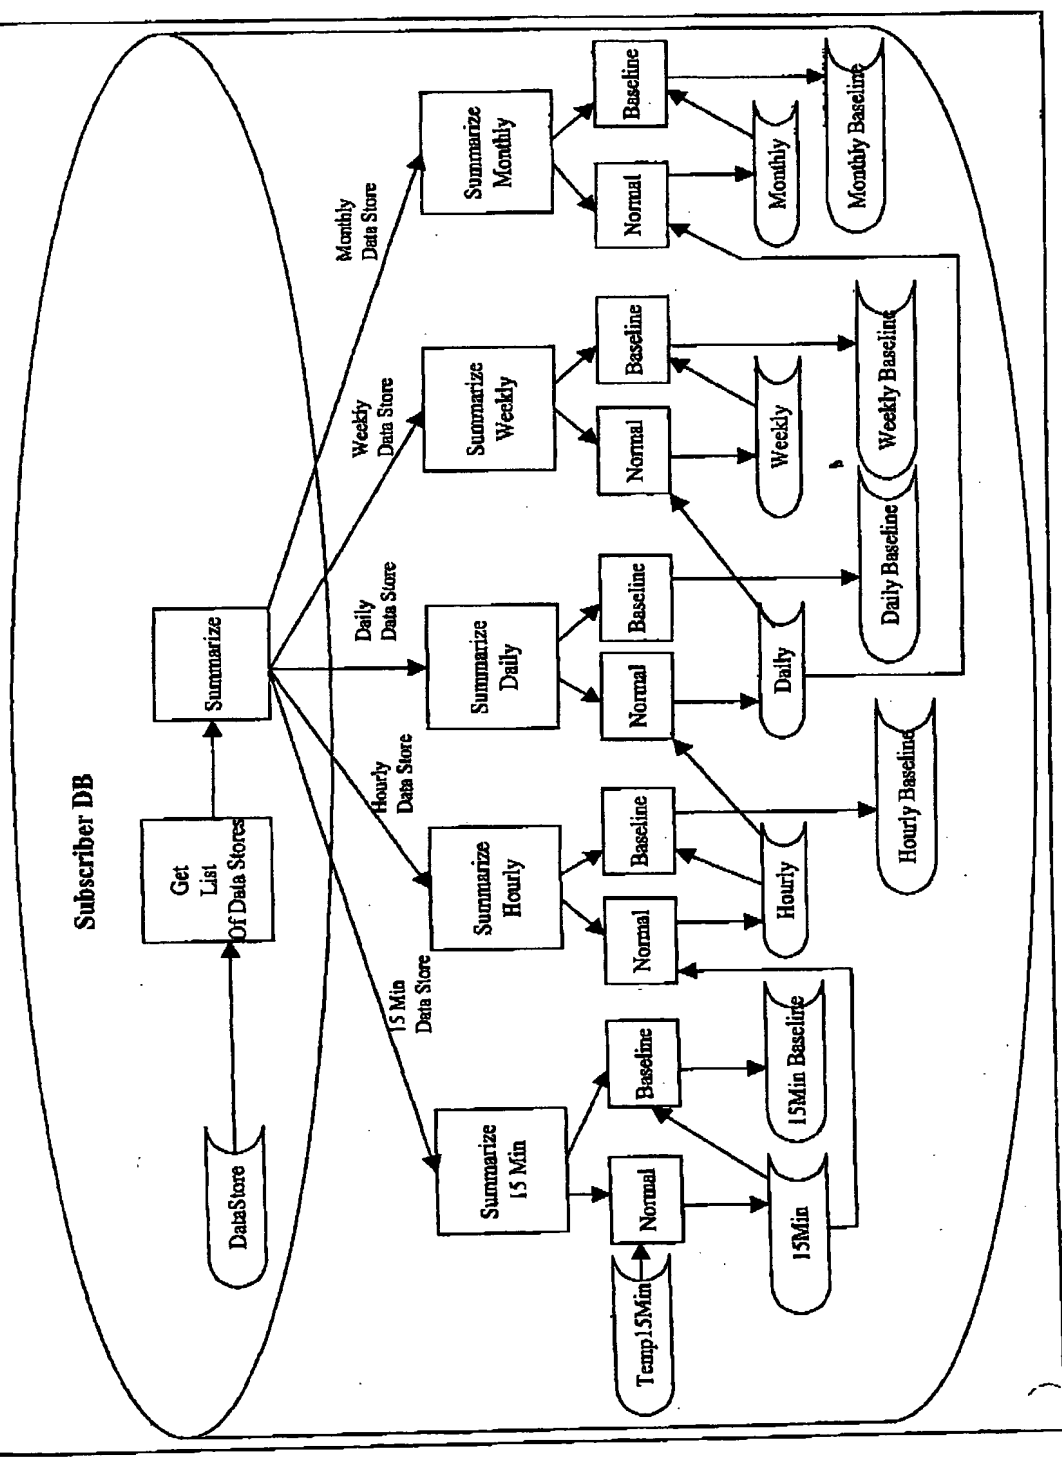 Subscriber DB
DataStore
Get
List
Of Data Stores
Summarize
15 Min
Data Store
Hourly
Data Store
Daily
Data Store
Weekly
Data Store
Monthly
Data Store
Summarize
15 Min
Summarize
Hourly
Summarize
Daily
Summarize
Weekly
Summarize
Monthly
Temp15Min
Normal
Baseline
Normal
Baseline
Normal
Baseline
Normal
Baseline
Normal
Baseline
15Min
15Min Baseline
Hourly
Daily
Weekly
Monthly
Hourly Baseline
Daily Baseline
Weekly Baseline
Monthly Baseline